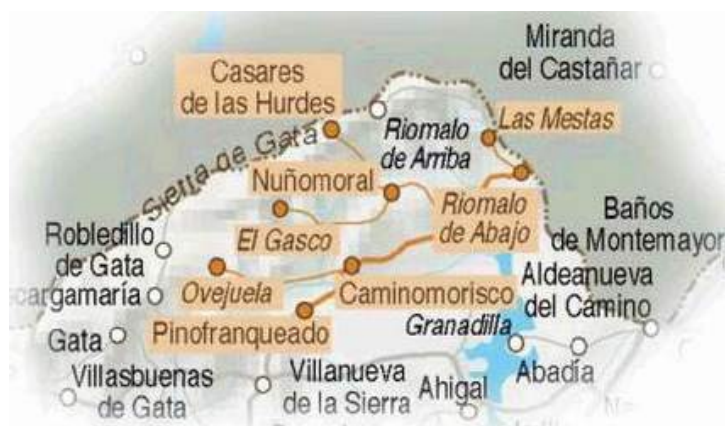 Miranda
del Castañar
Casares
de las Hurdes
Las Mestas
Riomalo
de Arriba
Sierra de Gata
Nuñomoral
Riomalo
de Abajo
Baños
de Montemayor
El Gasco
Robledillo
de Gata
Aldeanueva
del Camino
cargamaría
Ovejuela
Caminomorisco
Pinofranqueado
Granadilla
Gata
Abadía
Villasbuenas
de Gata
Villanueva
de la Sierra
Ahigal